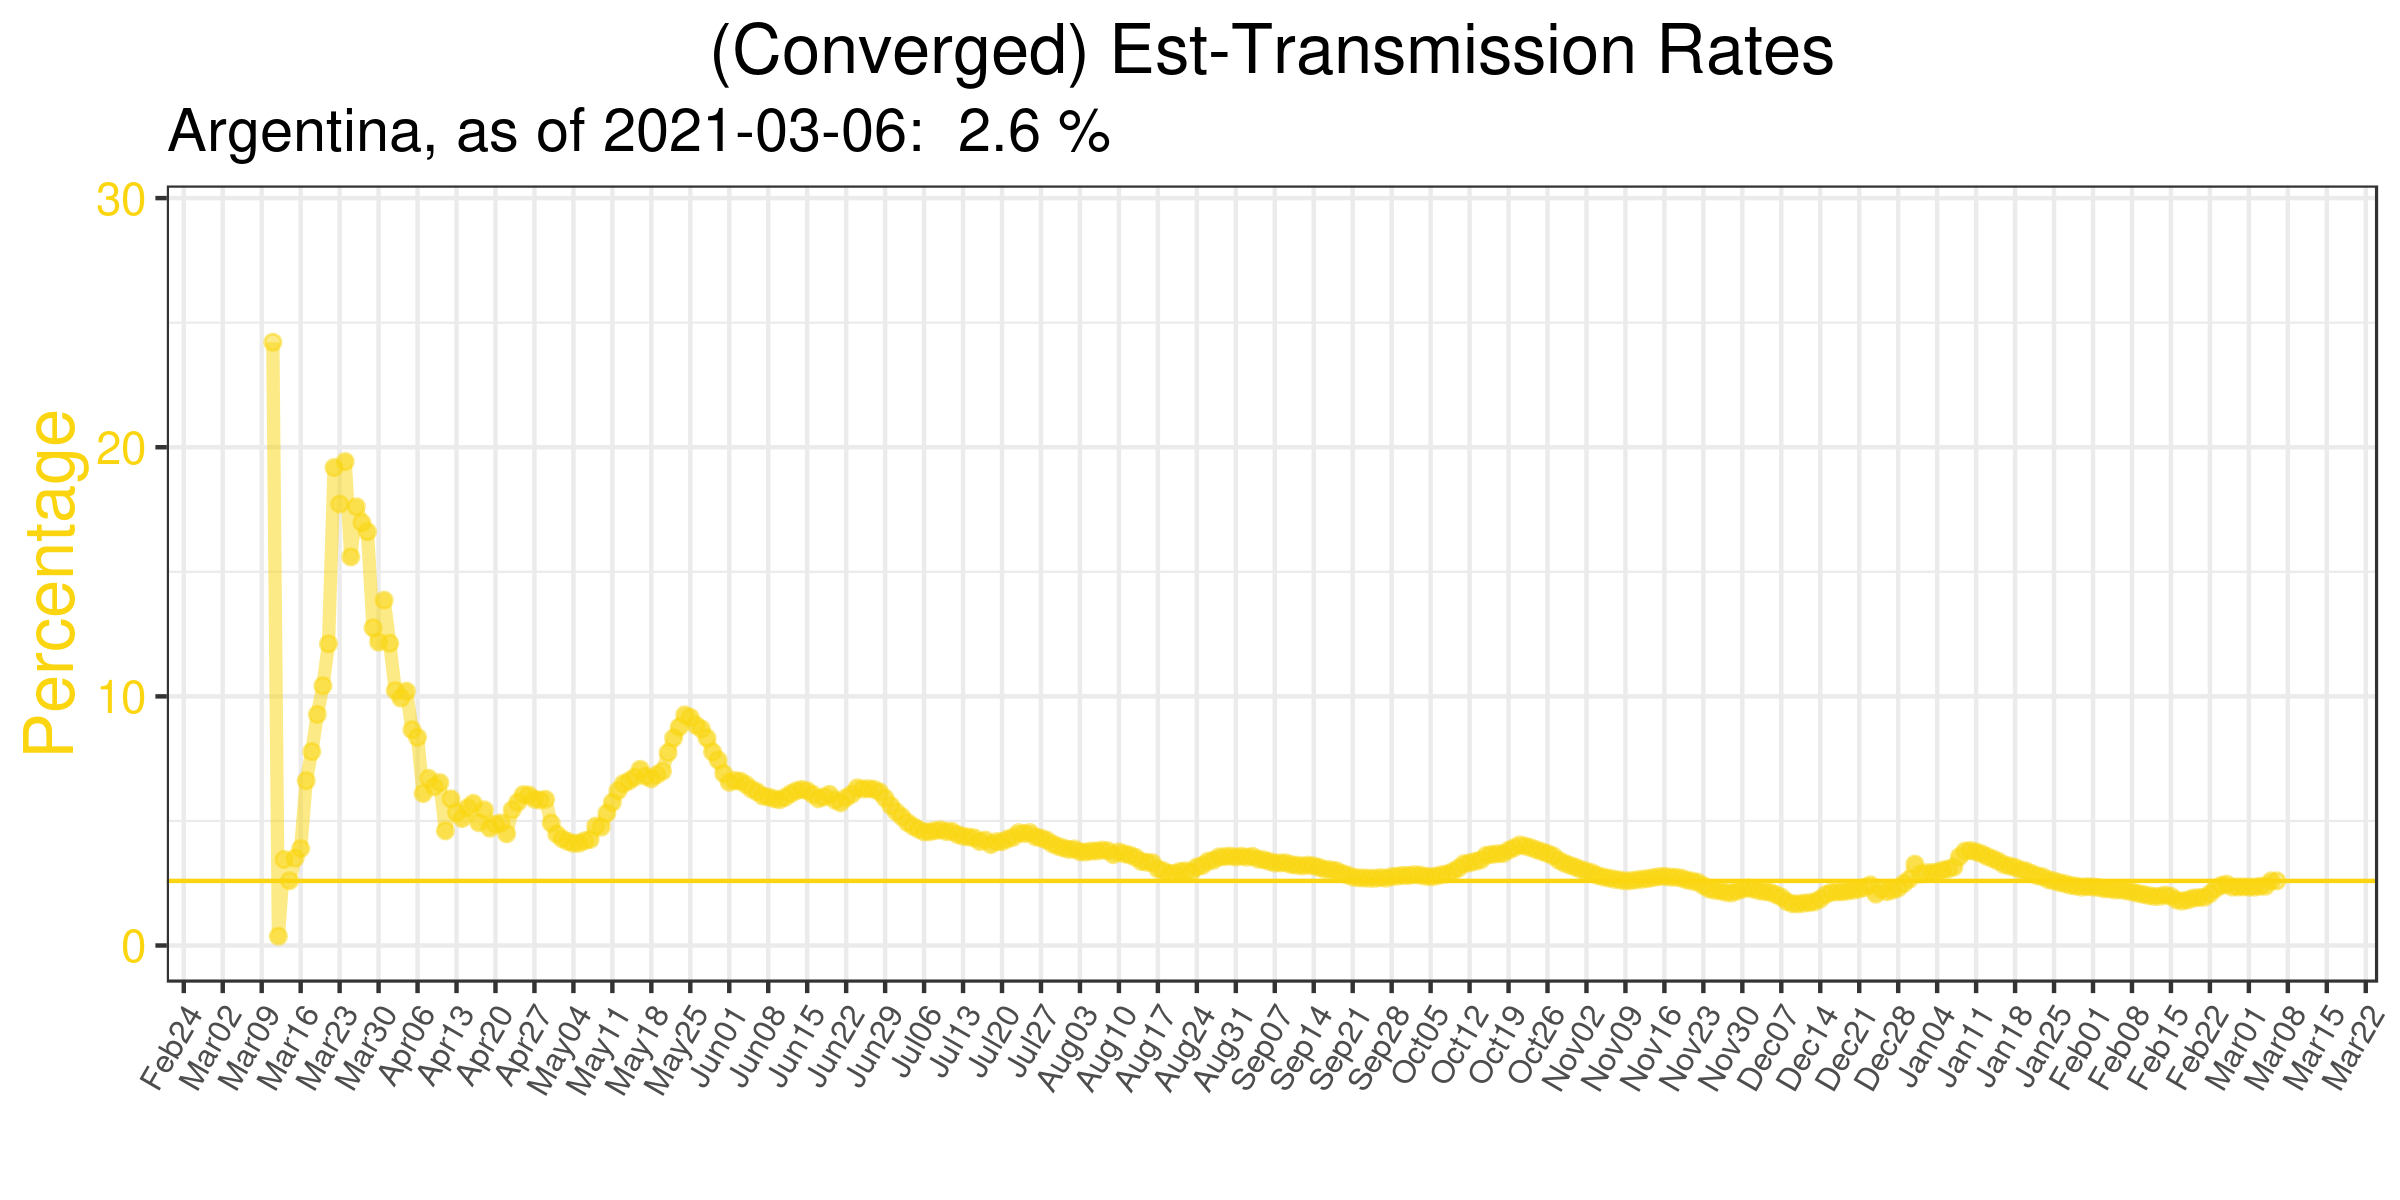 (Converged) Est-Transmission Rates
Argentina, as of 2021-03-06:  2.6 %
Percentage
30
20
10
0
Feb24
Mar02
Mar09
Mar16
Mar23
Mar30
Apr06
Apr13
Apr20
Apr27
May04
May11
May18
May25
Jun01
Jun08
Jun15
Jun22
Jun29
Jul06
Jul13
Jul20
Jul27
Aug03
Aug10
Aug17
Aug24
Aug31
Sep07
Sep14
Sep21
Sep28
Oct05
Oct12
Oct19
Oct26
Nov02
Nov09
Nov16
Nov23
Nov30
Dec07
Dec14
Dec21
Dec28
Jan04
Jan11
Jan18
Jan25
Feb01
Feb08
Feb15
Feb22
Mar01
Mar08
Mar15
Mar22